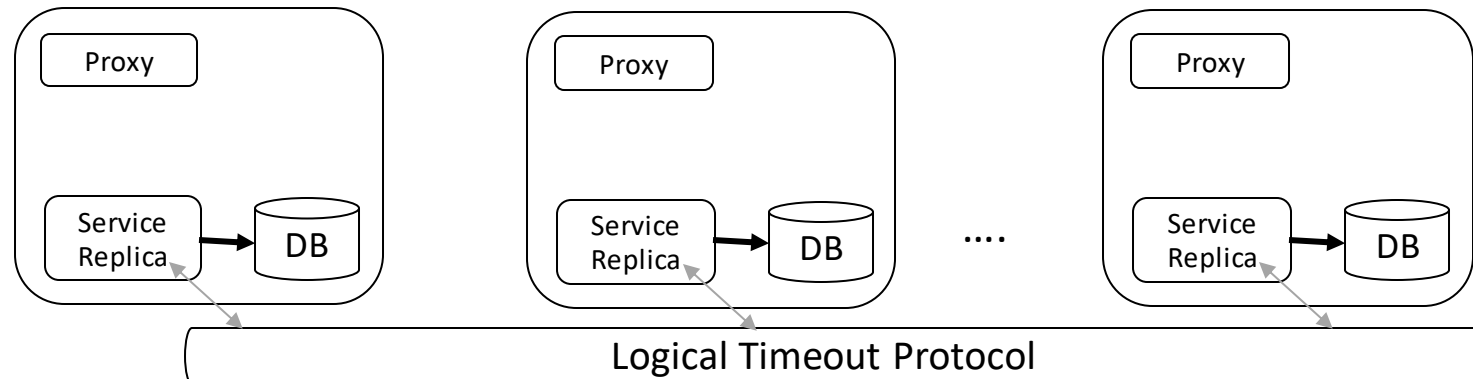 Proxy
Proxy
Proxy
Service
Replica
DB
Service
Replica
DB
....
Service
Replica
DB
Logical Timeout Protocol